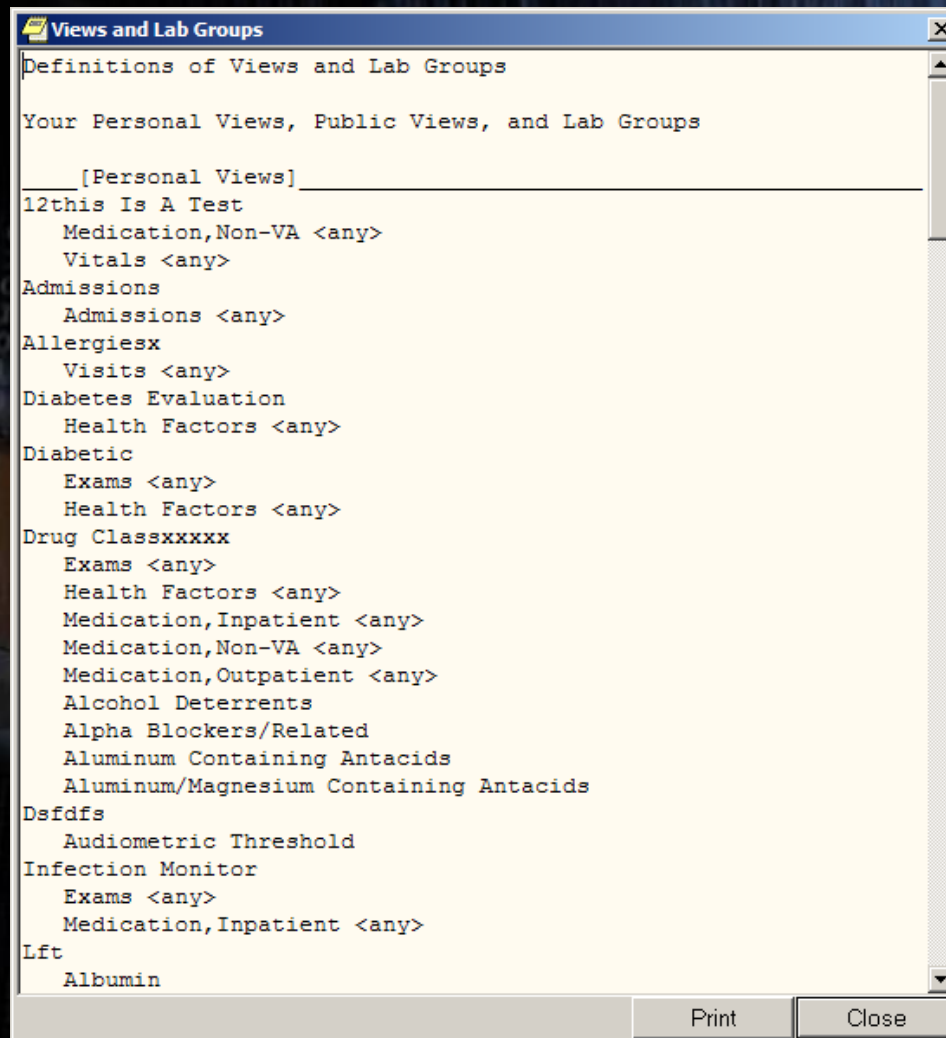 Views and Lab Groups
Definitions of Views and Lab Groups
Your Personal Views, Public Views, and Lab Groups
____[Personal Views]_____________________________________________
12this Is A Test
Medication,Non-VA <any>
Vitals <any>
Admissions
Admissions <any>
Allergiesx
Visits <any>
Diabetes Evaluation
Health Factors <any>
Diabetic
Exams <any>
Health Factors <any>
Drug Classxxxxx
Exams <any>
Health Factors <any>
Medication,Inpatient <any>
Medication,Non-VA <any>
Medication,Outpatient <any>
Alcohol Deterrents
Alpha Blockers/Related
Aluminum Containing Antacids
Aluminum/Magnesium Containing Antacids
Dsfdfs
Audiometric Threshold
Infection Monitor
Exams <any>
Medication,Inpatient <any>
Lft
Albumin
Print Close